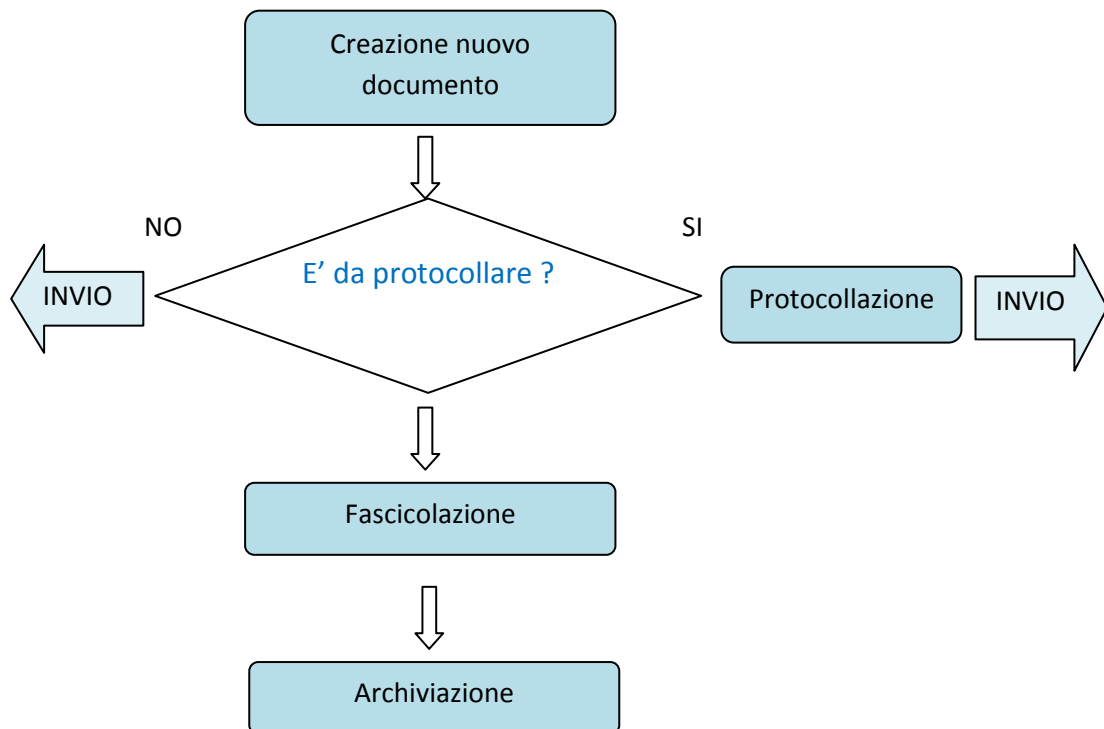 Creazione nuovo
documento
NO
SI
E’ da protocollare ?
INVIO
Protocollazione
INVIO
Fascicolazione
Archiviazione